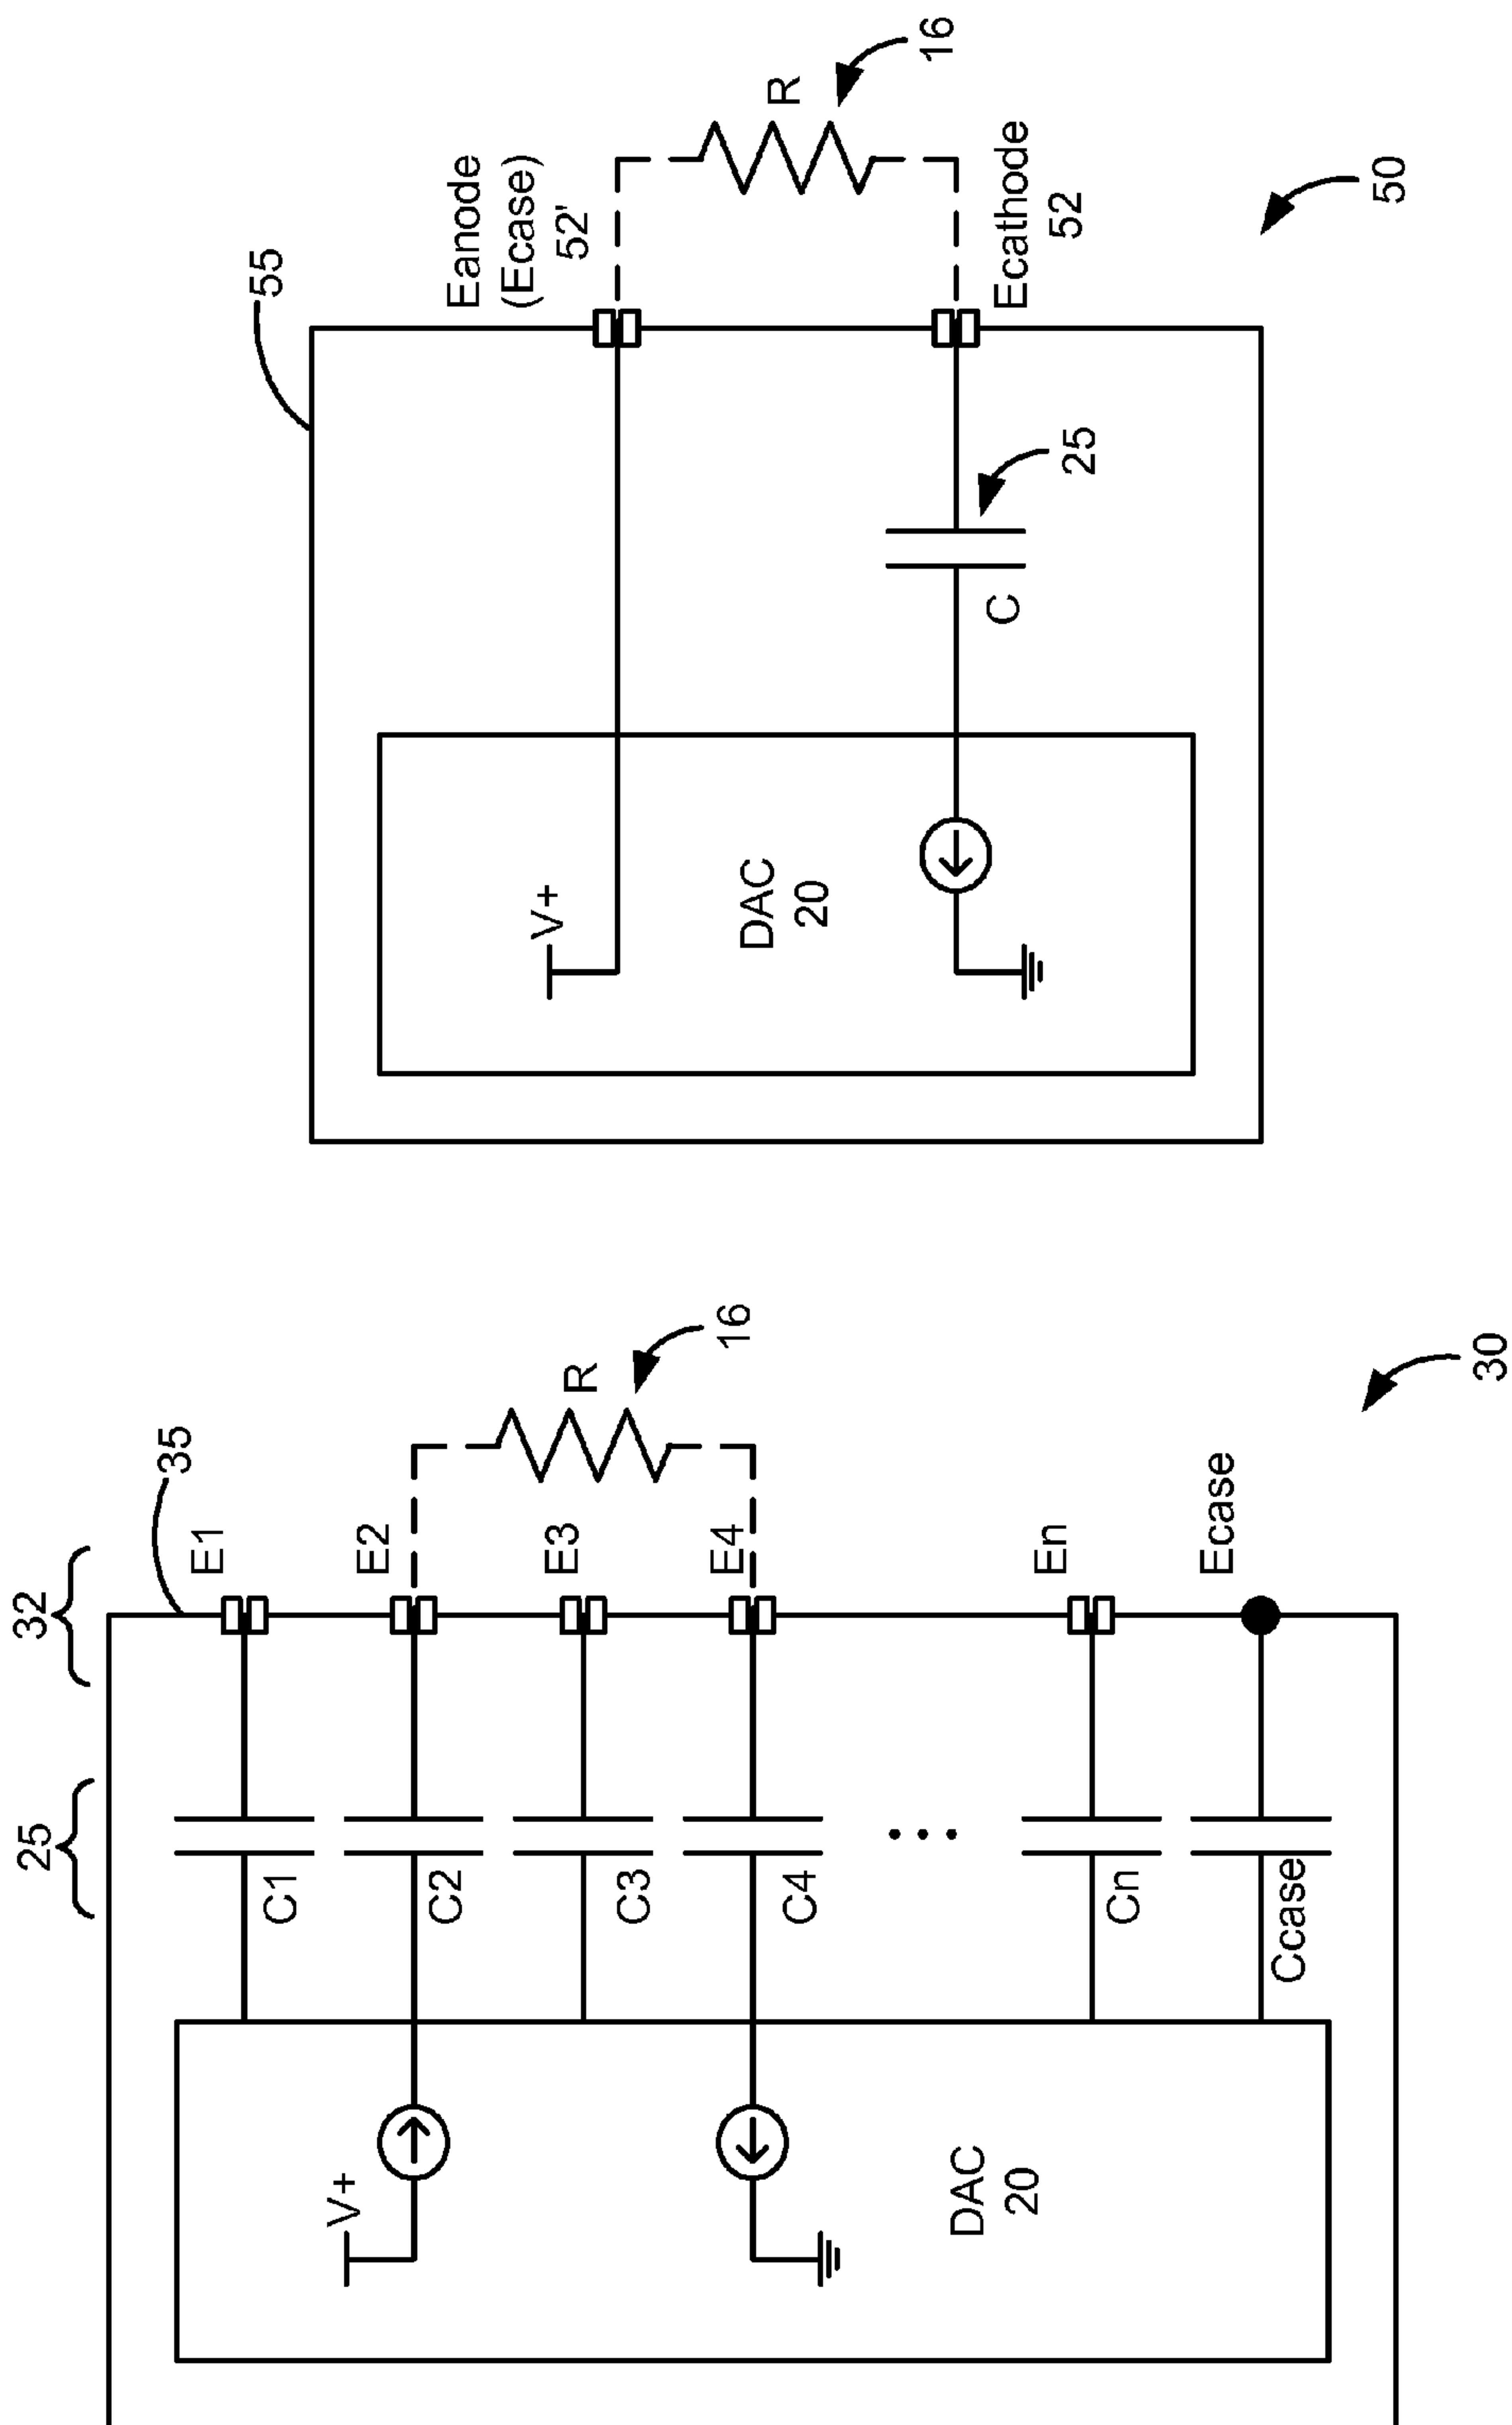 32
25
35
E1
E2
E3
E4
En
Ecase
C1
C2
C3
C4
Cn
Ccase
V+
DAC
20
R
16
30
55
Eanode
(Ecase)
52'
Ecathode
52
R
16
25
C
V+
DAC
20
50